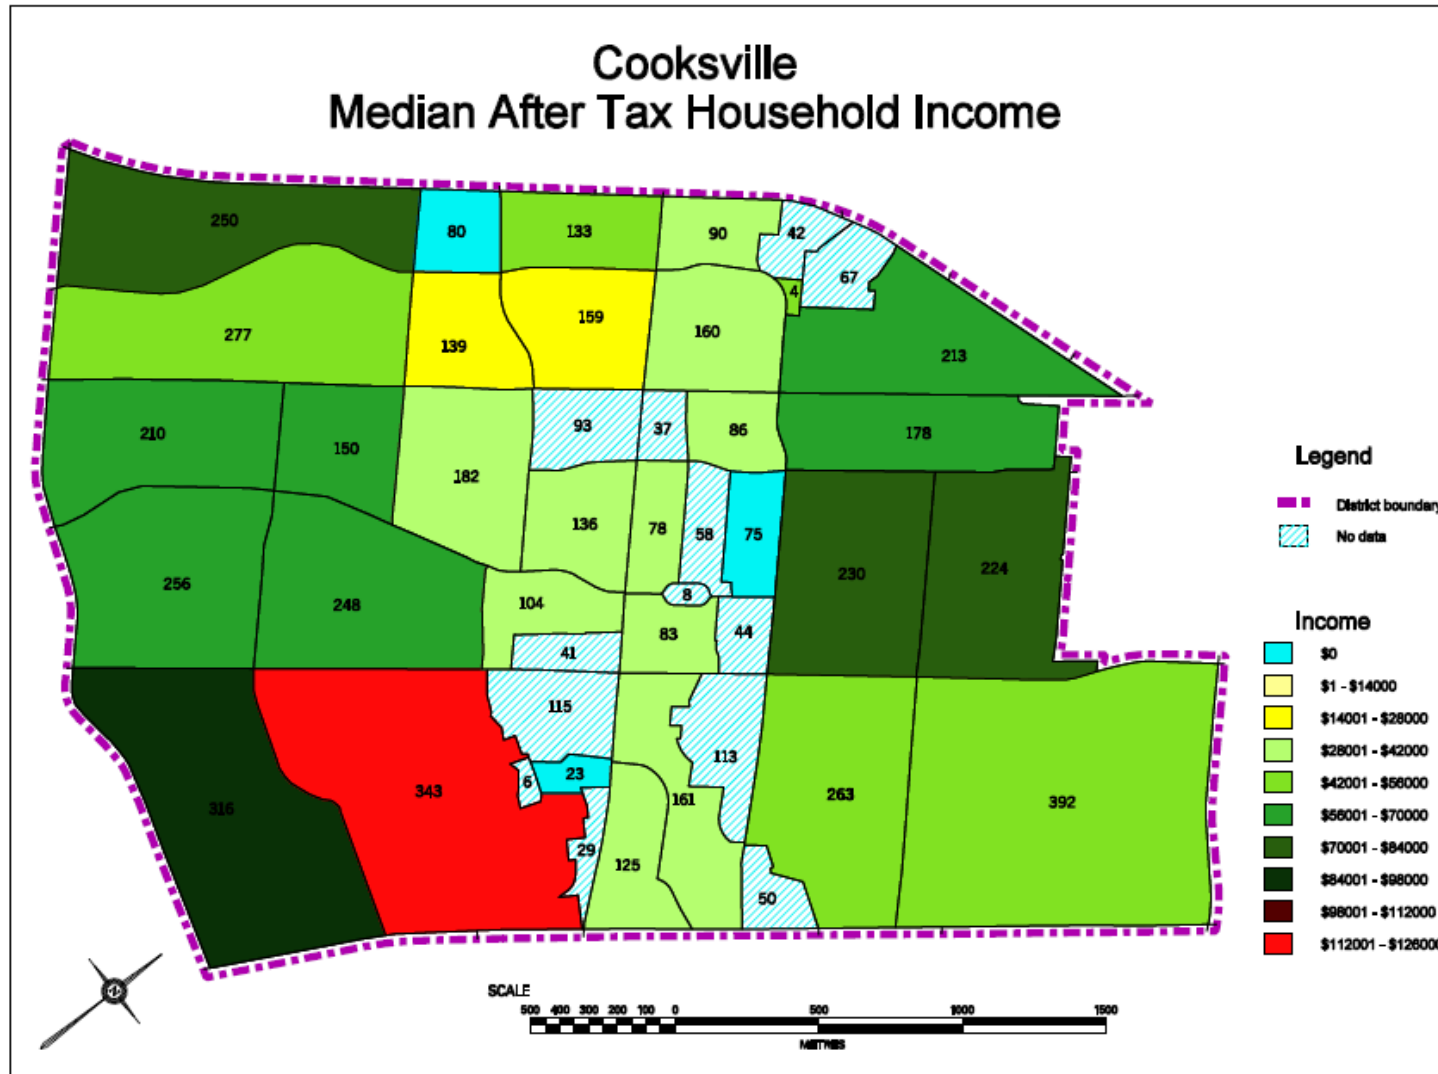 Cooksville
Median After Tax Household Income
250
80
133
90
42
67
4
277
139
159
160
213
210
150
182
93
37
86
178
136
78
58
75
230
224
256
248
104
8
41
83
44
115
113
316
343
6
23
161
263
392
29
125
50
Legend
District boundary
No data
Income
$0
$1 - $14000
$14001 - $28000
$28001 - $42000
$42001 - $56000
$56001 - $70000
$70001 - $84000
$84001 - $98000
$98001 - $112000
$112001 - $126000
N
SCALE
500 400 300 200 100 0 500 1000 1500
METRES